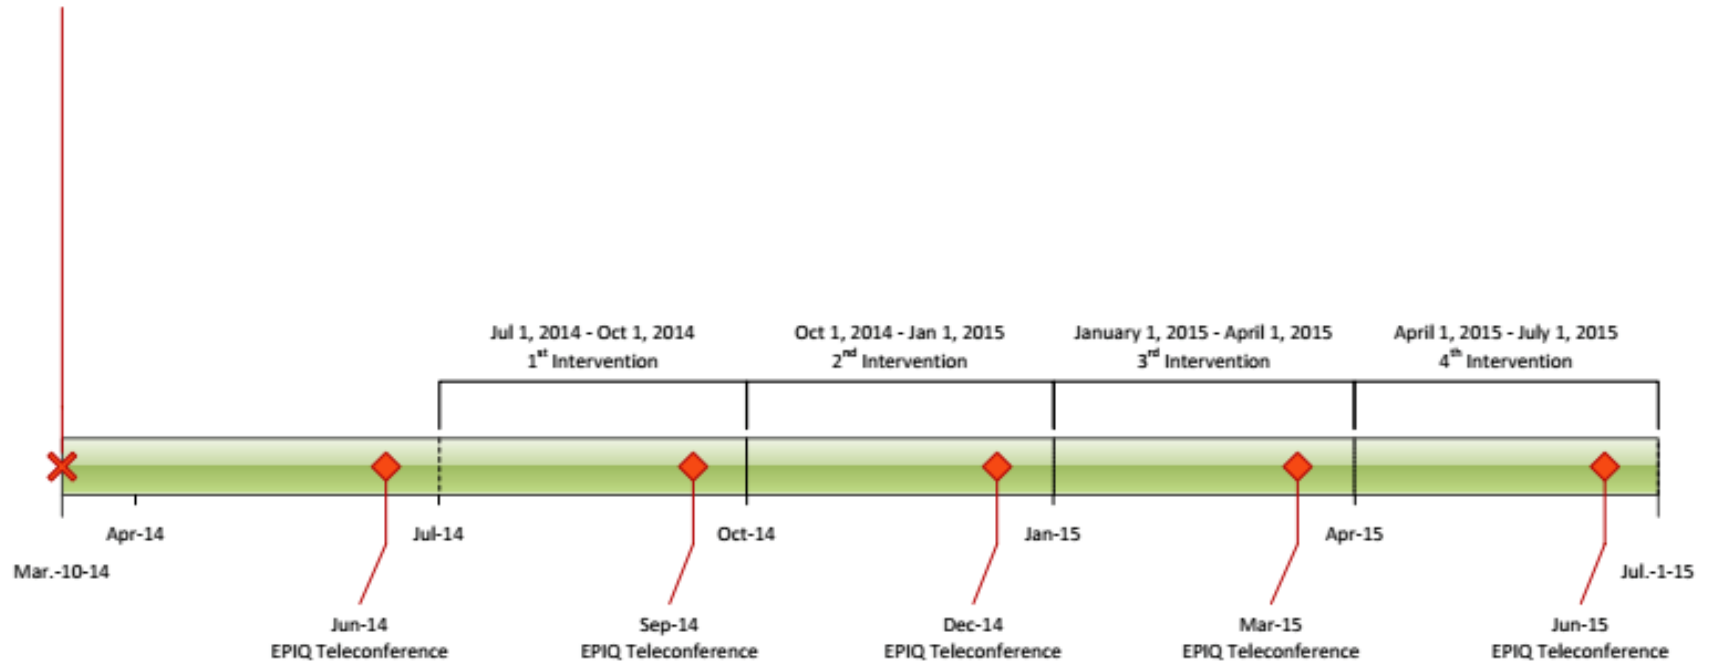 Jul 1, 2014 - Oct 1, 2014
1st Intervention
Oct 1, 2014 - Jan 1, 2015
2nd Intervention
January 1, 2015 - April 1, 2015
3rd Intervention
April 1, 2015 - July 1, 2015
4th Intervention
Apr-14
Jul-14
Oct-14
Jan-15
Apr-15
Mar.-10-14
Jul.-1-15
Jun-14
EPIQ Teleconference
Sep-14
EPIQ Teleconference
Dec-14
EPIQ Teleconference
Mar-15
EPIQ Teleconference
Jun-15
EPIQ Teleconference